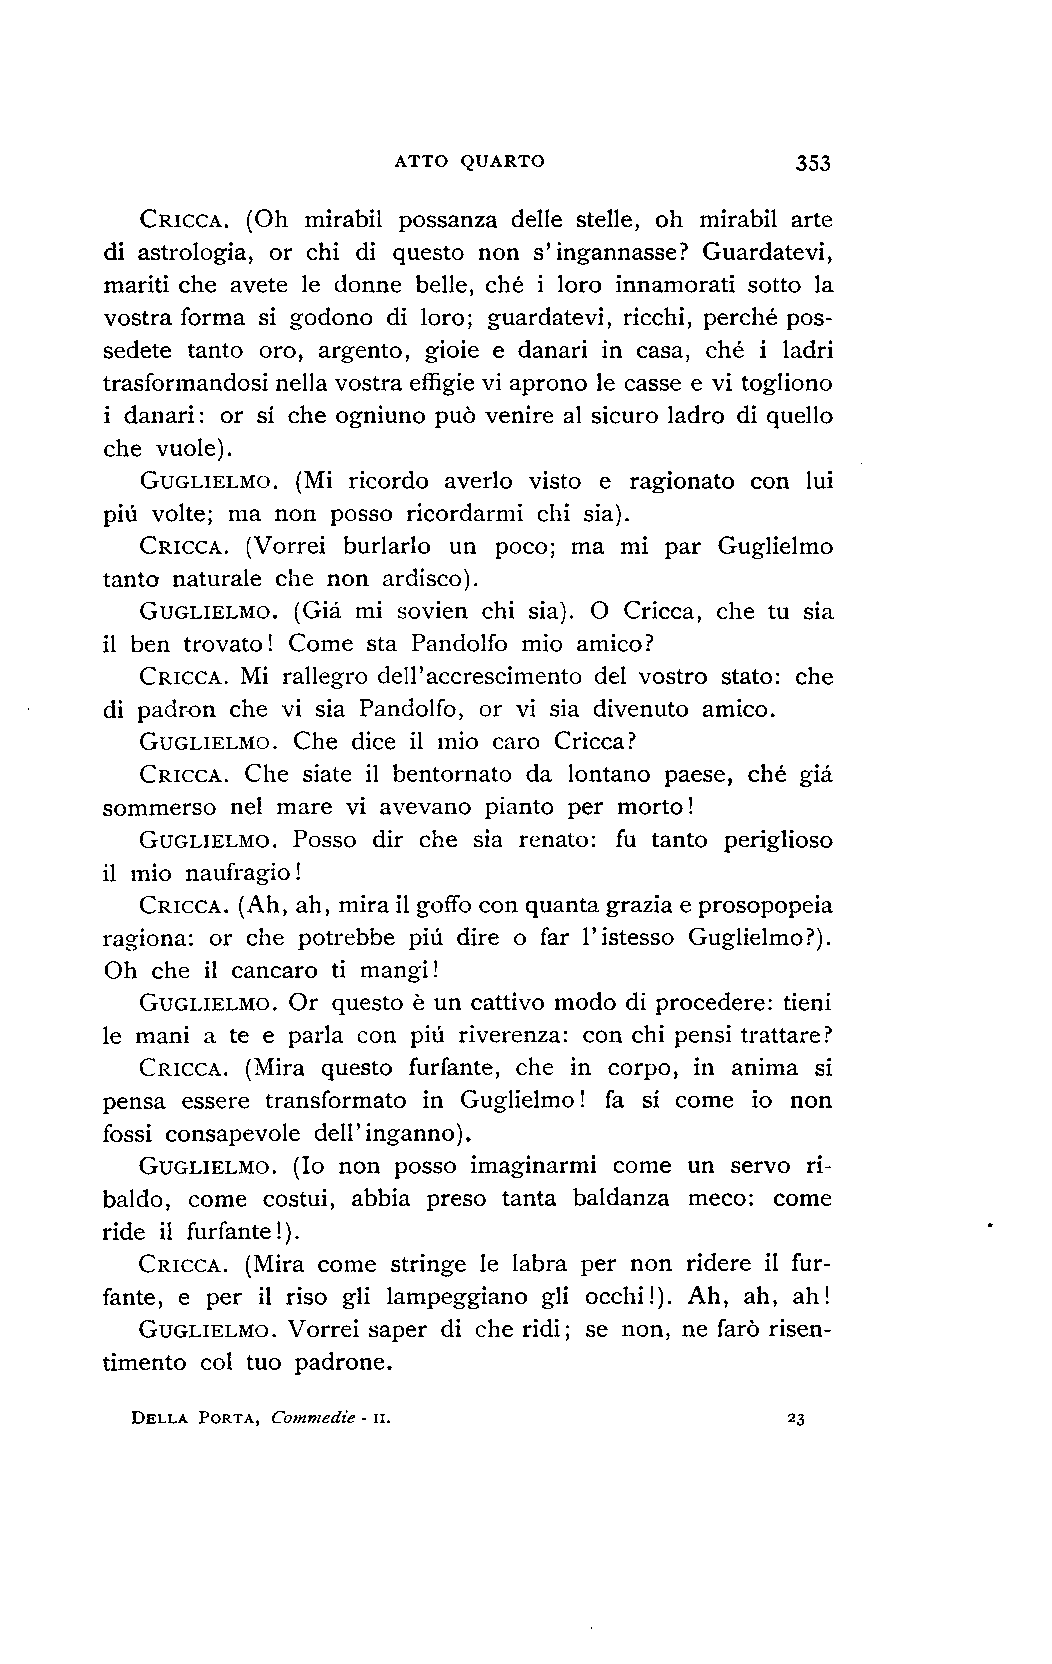 ATTO QUARTO 353
CRICCA. (Oh mirabil possanza delle stelle, oh mirabil arte
di astrologia, or chi di questo non s'ingannasse? Guardatevi,
mariti che avete le donne belle, ché i loro innamorati sotto la
vostra forma si godono di loro; guardatevi, ricchi, perché pos-
sedete tanto oro, argento, gioie e danari in casa, ché i ladri
trasformandosi nella vostra effigie vi aprono le casse e vi togliono
i danari: or sí che ogniuno può venire al sicuro ladro di quello
che vuole).
GUGLIELMO. (Mi ricordo averlo visto e ragionato con lui
piú volte; ma non posso ricordarmi chi sia).
CRICCA. (Vorrei burlarlo un poco; ma mi par Guglielmo
tanto naturale che non ardisco).
GUGLIELMO. (Giá mi sovien chi sia). O Cricca, che tu sia
il ben trovato! Come sta Pandolfo mio amico?
CRICCA. Mi rallegro dell'accrescimento del vostro stato: che
di padron che vi sia Pandolfo, or vi sia divenuto amico.
GUGLIELMO. Che dice il mio caro Cricca?
CRICCA. Che siate il bentornato da lontano paese, ché giá
sommerso nel mare vi avevano pianto per morto!
GUGLIELMO. Posso dir che sia renato: fu tanto periglioso
il mio naufragio!
CRICCA. (Ah, ah, mira il goffo con quanta grazia e prosopopeia
ragiona: or che potrebbe piú dire o far l'istesso Guglielmo?).
Oh che il cancaro ti mangi!
GUGLIELMO. Or questo è un cattivo modo di procedere: tieni
le mani a te e parla con piú riverenza: con chi pensi trattare?
CRICCA. (Mira questo furfante, che in corpo, in anima si
pensa essere transformato in Guglielmo! fa sí come io non
fossi consapevole dell'inganno).
GUGLIELMO. (Io non posso imaginarmi come un servo ri-
baldo, come costui, abbia preso tanta baldanza meco: come
ride il furfante!).
CRICCA. (Mira come stringe le labra per non ridere il fur-
fante, e per il riso gli lampeggiano gli occhi!). Ah, ah, ah!
GUGLIELMO. Vorrei saper di che ridi; se non, ne farò risen-
timento col tuo padrone.
DELLA PORTA, Commedie - II. 23